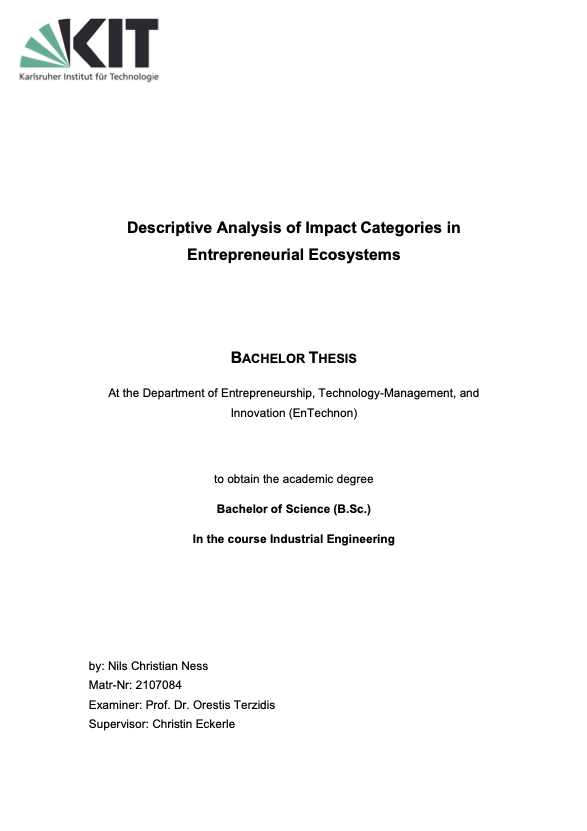 KIT
Karlsruher Institut für Technologie
Descriptive Analysis of Impact Categories in
Entrepreneurial Ecosystems
BACHELOR THESIS
At the Department of Entrepreneurship, Technology-Management, and
Innovation (EnTechnon)
to obtain the academic degree
Bachelor of Science (B.Sc.)
In the course Industrial Engineering
by: Nils Christian Ness
Matr-Nr: 2107084
Examiner: Prof. Dr. Orestis Terzidis
Supervisor: Christin Eckerle